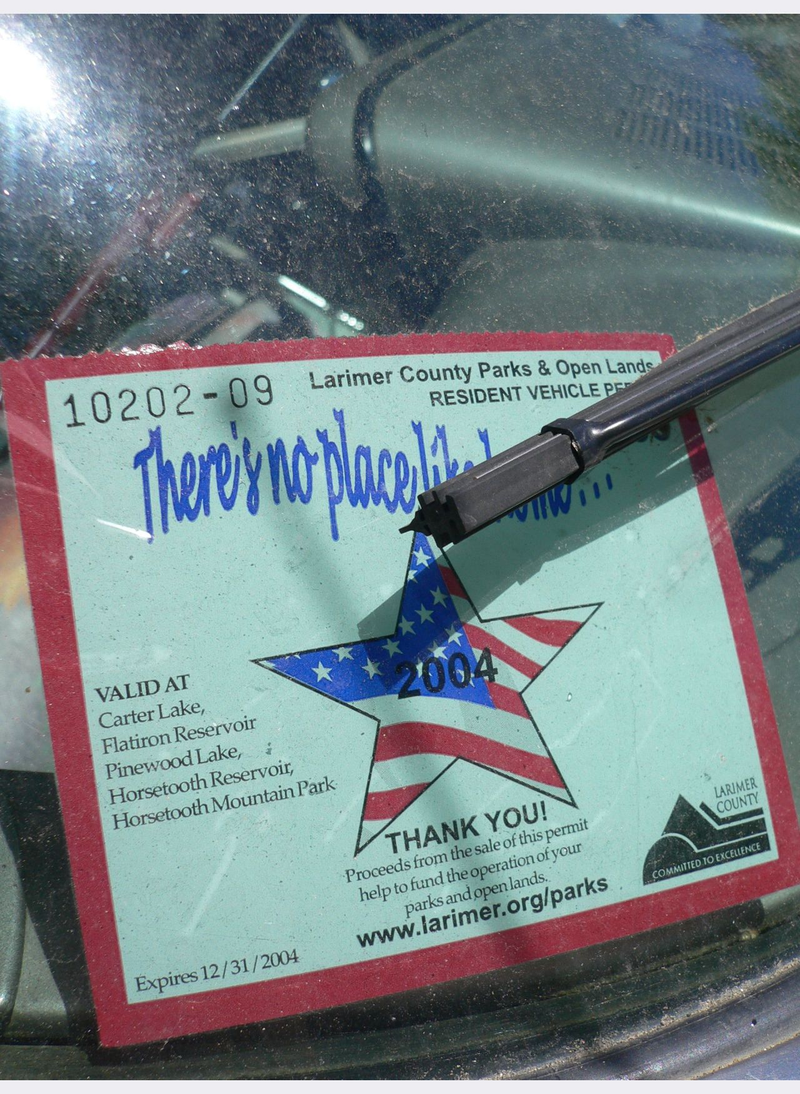 10202-09
Larimer County Parks & Open Lands
RESIDENT VEHICLE
There's no place like
2004
VALID AT
Carter Lake,
Flatiron Reservoir
Pinewood Lake,
Horsetooth Reservoir,
Horsetooth Mountain Park
THANK YOU!
Proceeds from the sale of this permit
help to fund the operation of your
parks and open lands.
www.larimer.org/parks
Expires 12/31/2004
LARIMER
COUNTY
COMMITTED TO EXCELLENCE